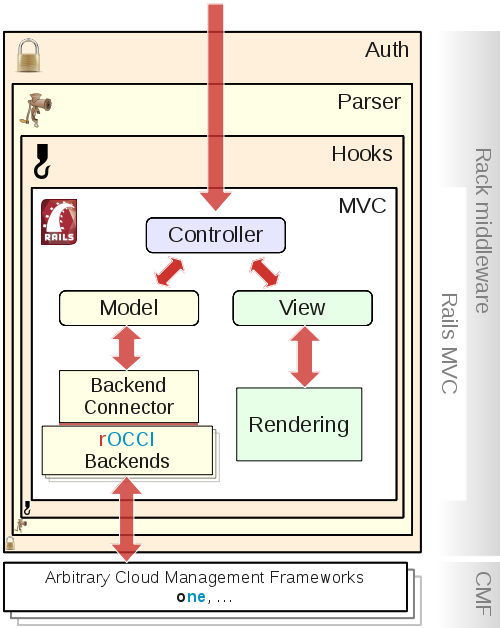 Auth
Parser
Hooks
MVC
RAILS
Controller
Model
View
Backend
Connector
rOCCI
Backends
Rendering
Arbitrary Cloud Management Frameworks
one, ...
Rack middleware
Rails MVC
CMF